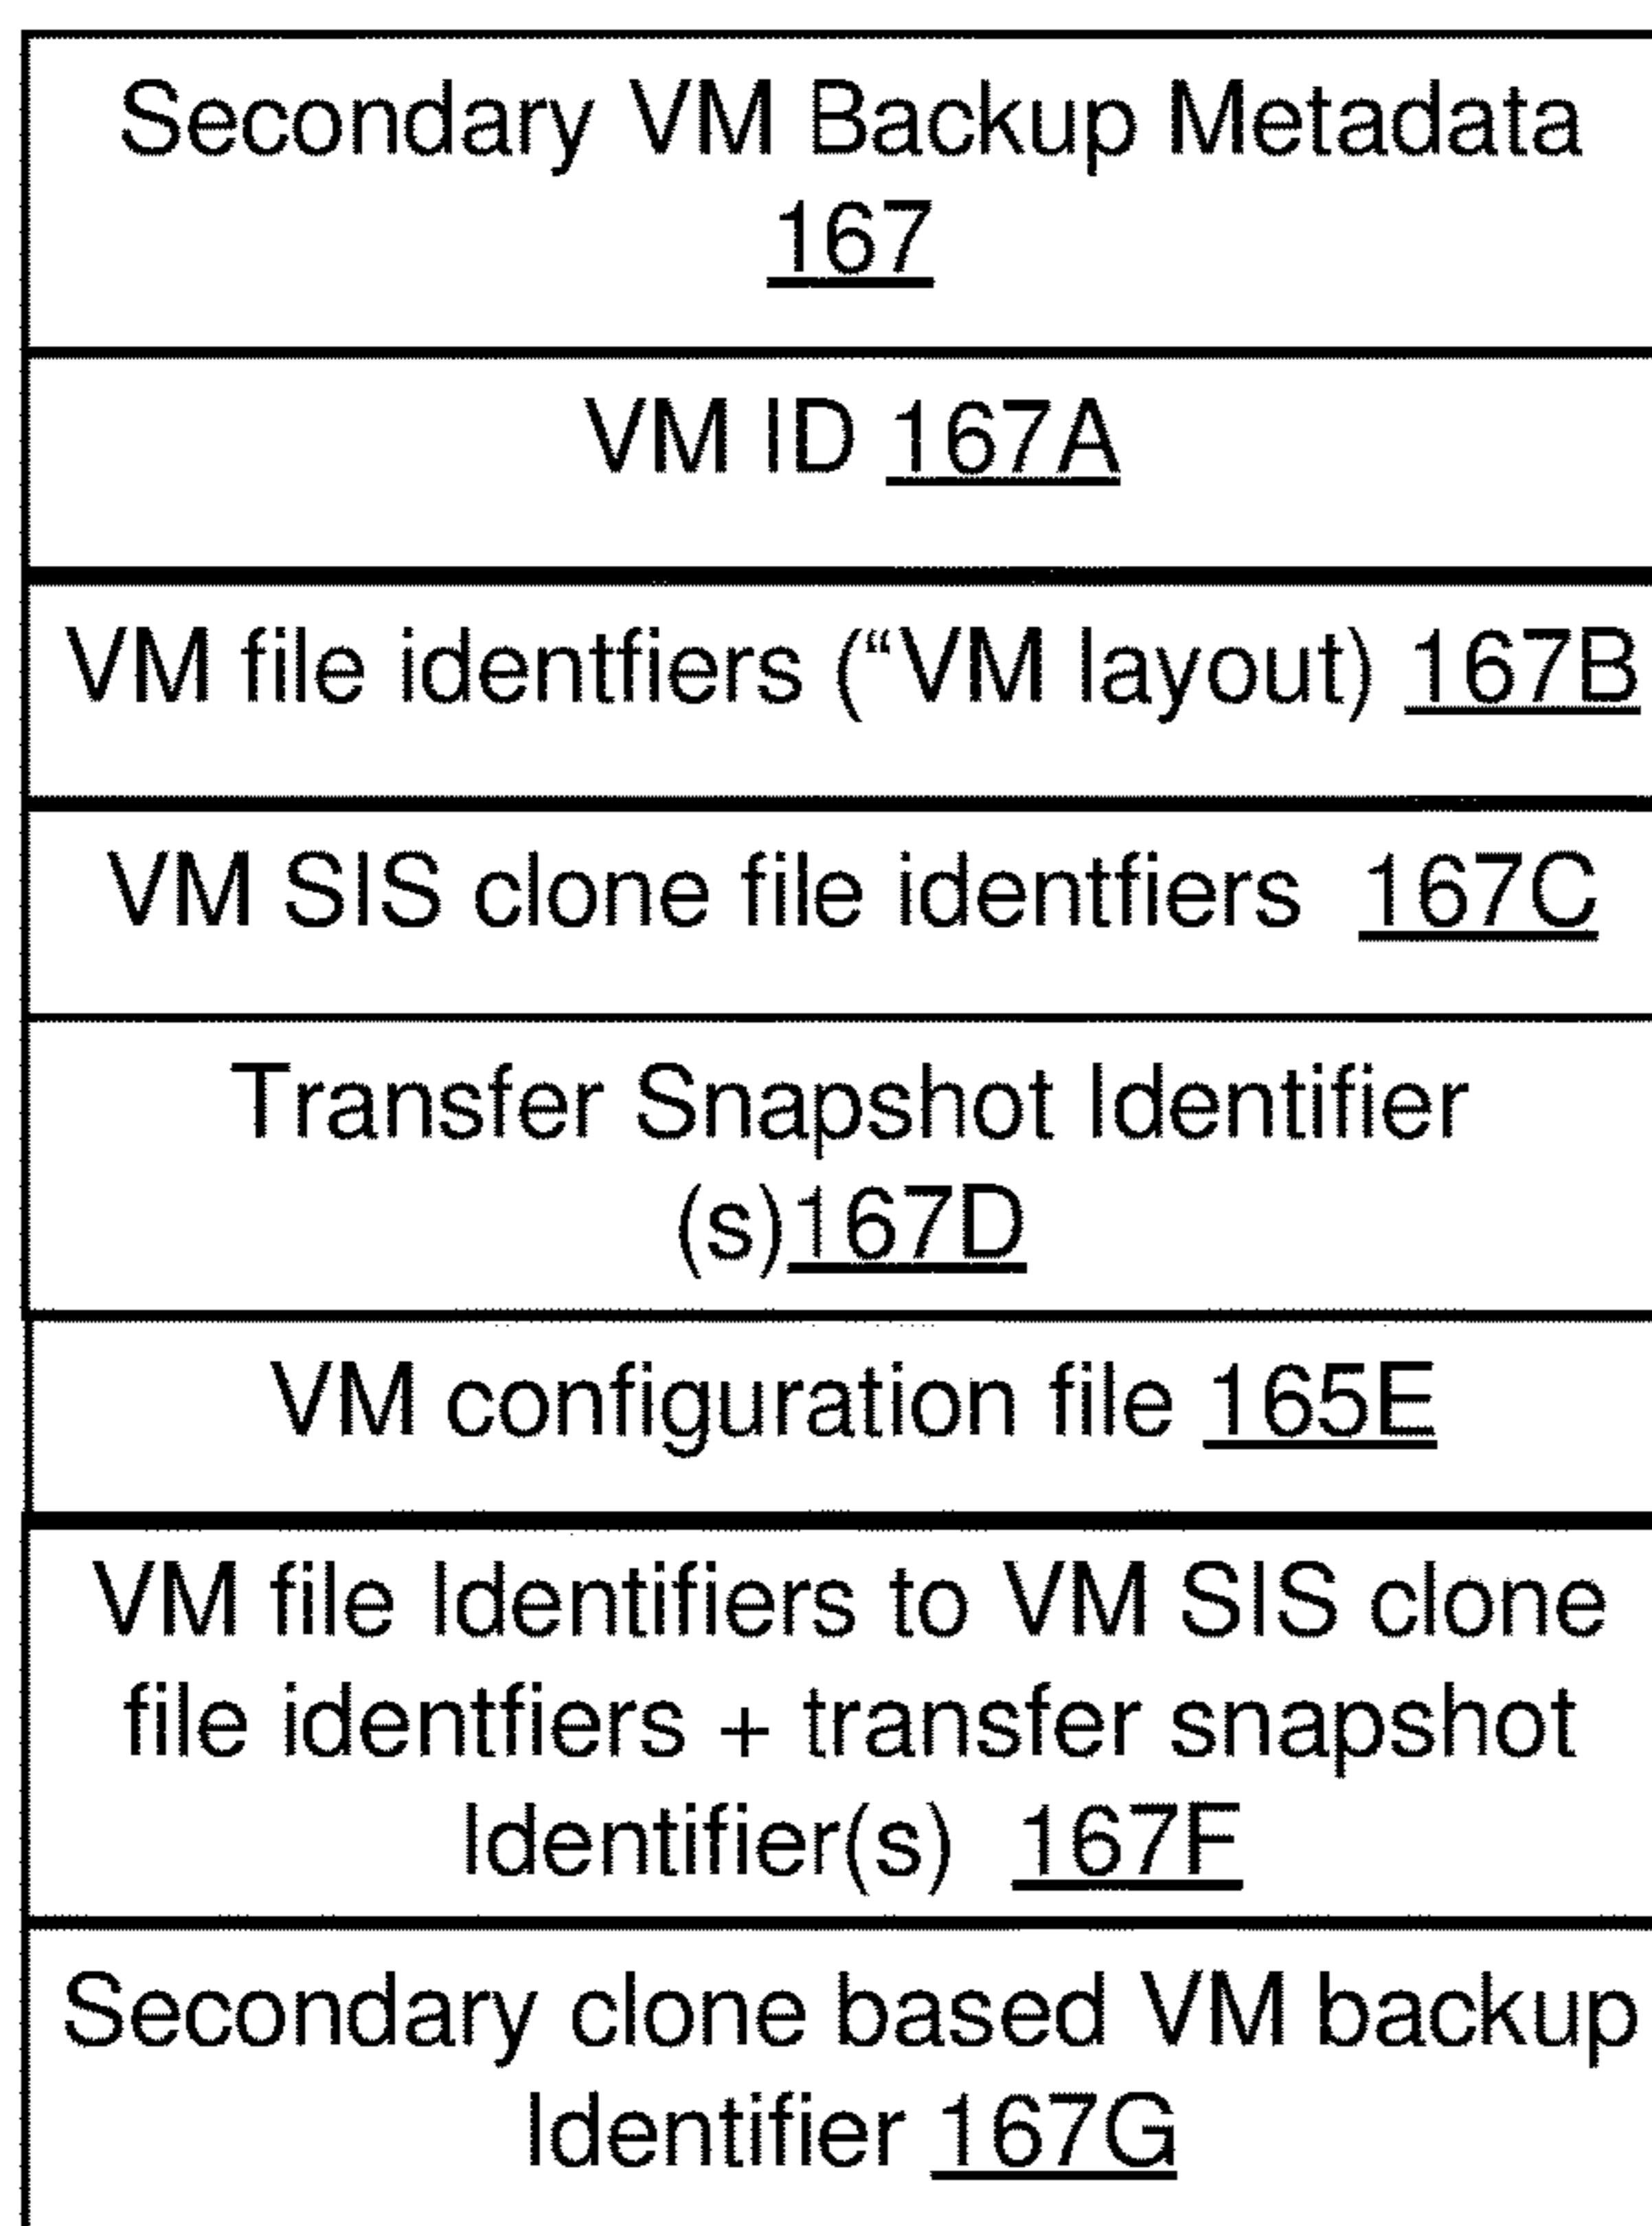 Secondary VM Backup Metadata
167
VM ID 167A
VM file identfiers (“VM layout) 167B
VM SIS clone file identfiers 167C
Transfer Snapshot Identifier
(s)167D
VM configuration file 165E
VM file Identifiers to VM SIS clone
file identfiers + transfer snapshot
Identifier(s) 167F
Secondary clone based VM backup
Identifier 167G